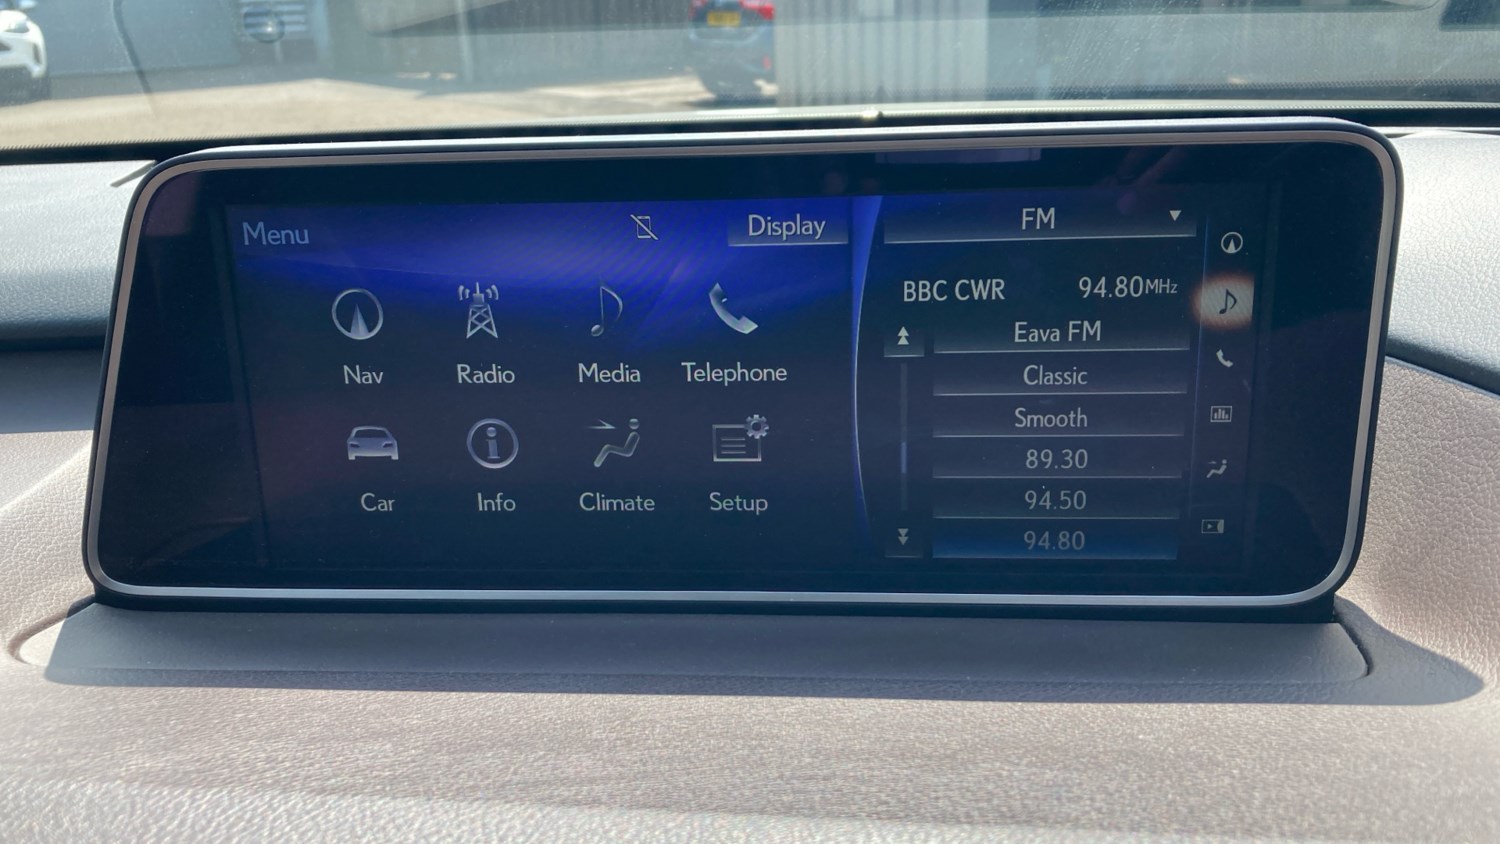 Menu
Display
Nav
Radio
Media
Telephone
Car
Info
Climate
Setup
FM
BBC CWR 94.80MHz
Eava FM
Classic
Smooth
89.30
94.50
94.80